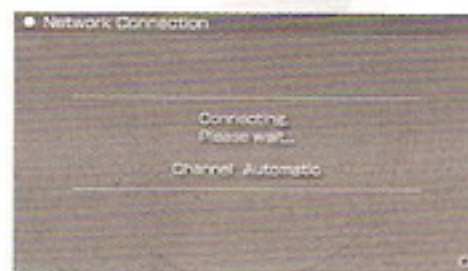 Network Connection
Connecting.
Please wait...
Channel Automatic